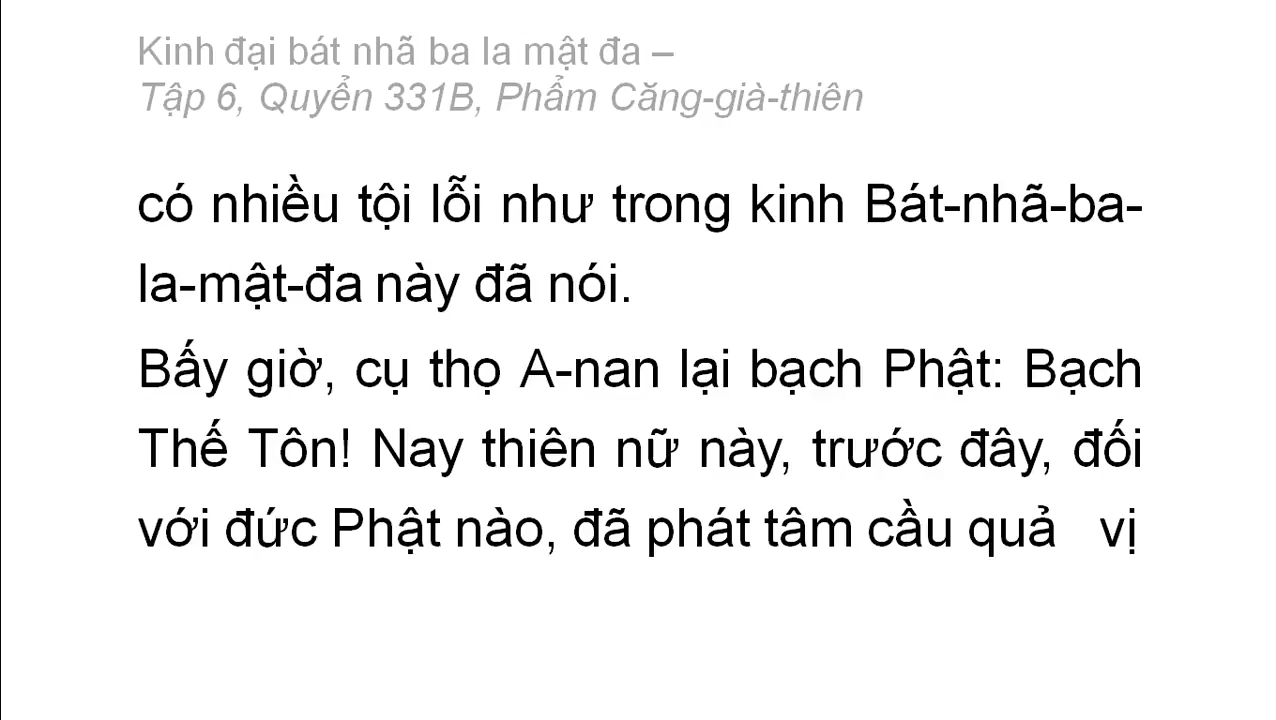 Kinh đại bát nhã ba la mật đa –
Tập 6, Quyển 331B, Phẩm Căng-già-thiên
có nhiều tội lỗi như trong kinh Bát-nhã-ba-
la-mật-đa này đã nói.
Bấy giờ, cụ thọ A-nan lại bạch Phật: Bạch
Thế Tôn! Nay thiên nữ này, trước đây, đối
với đức Phật nào, đã phát tâm cầu quả vị